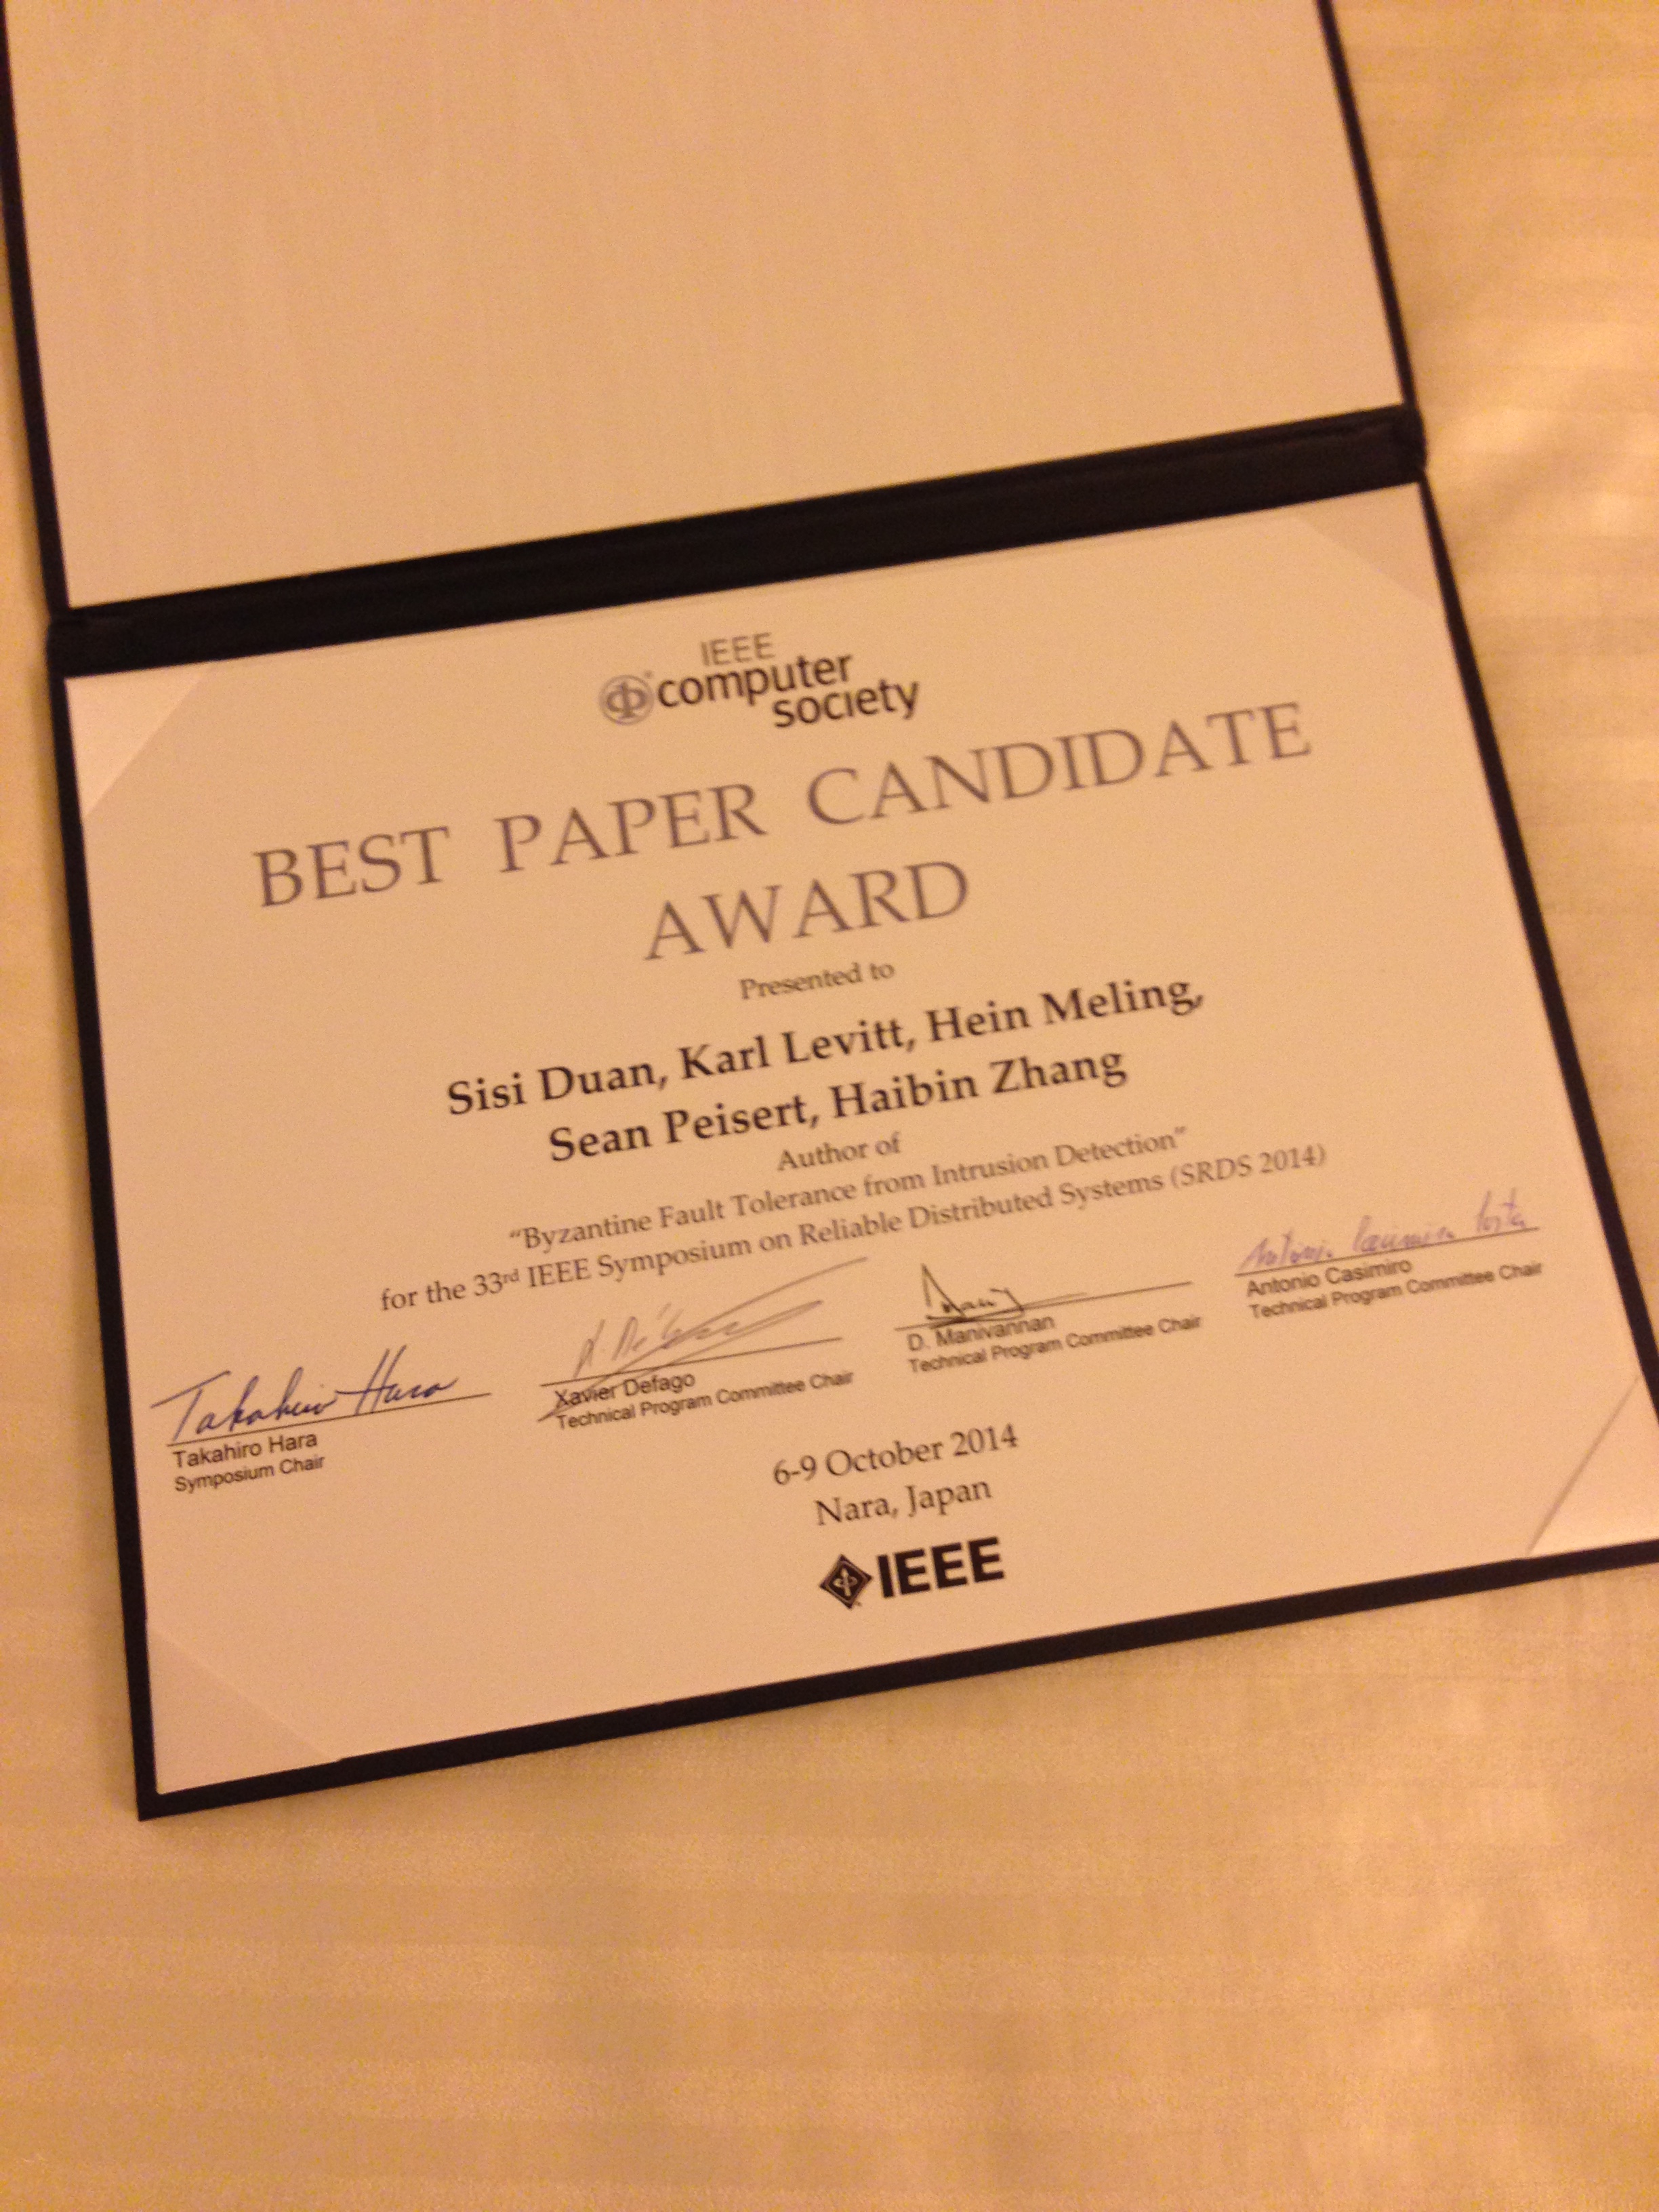 IEEE
computer
society
BEST PAPER CANDIDATE
AWARD
Presented to
Sisi Duan, Karl Levitt, Hein Meling,
Sean Peisert, Haibin Zhang
Author of
“Byzantine Fault Tolerance from Intrusion Detection”
for the 33rd IEEE Symposium on Reliable Distributed Systems (SRDS 2014)
Takahiro Hara
Takahiro Hara
Symposium Chair
Xavier Defago
Technical Program Committee Chair
D. Manivannan
Technical Program Committee Chair
Antonio Casimiro
Technical Program Committee Chair
6-9 October 2014
Nara, Japan
IEEE